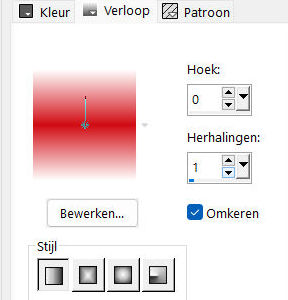 Kleur Verloop Patroon
Hoek:
0
Herhalingen:
1
Bewerken...
Omkeren
Stijl